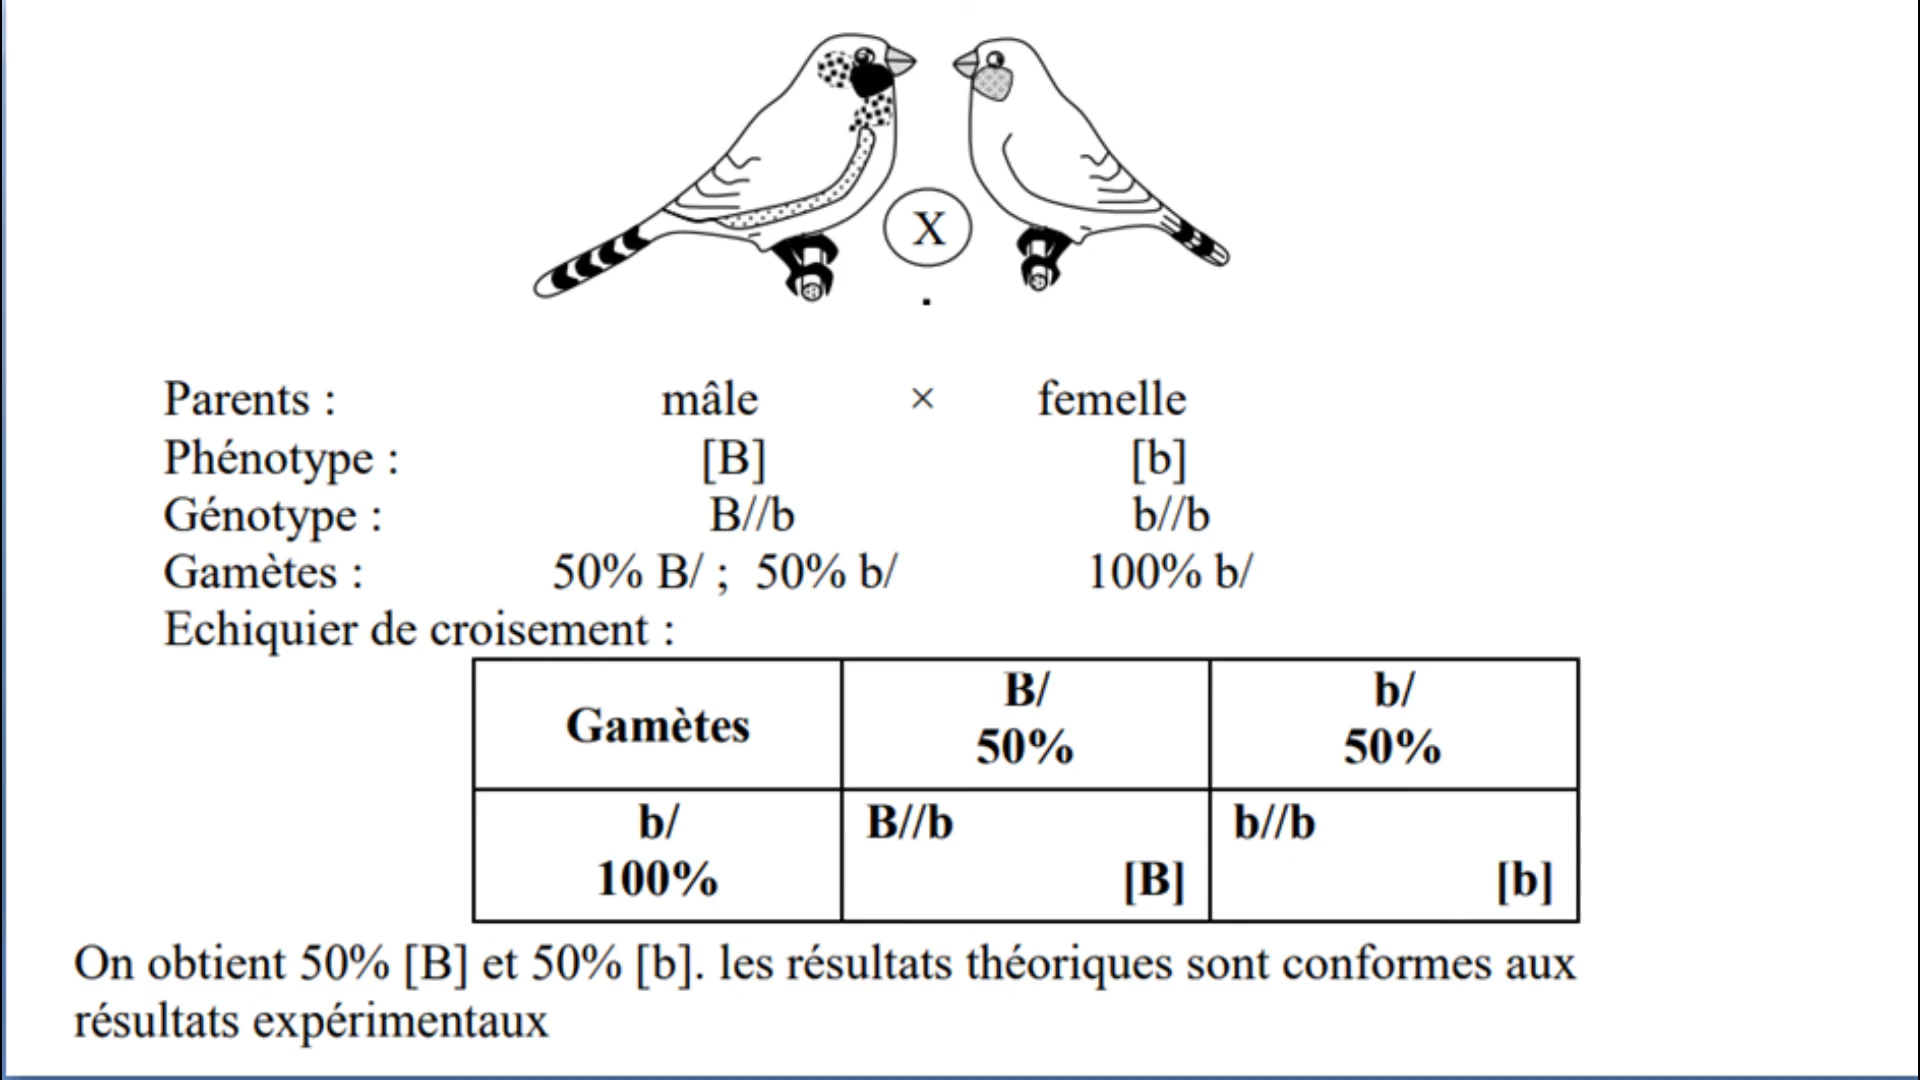 X
.
Parents : mâle × femelle
Phénotype : [B] [b]
Génotype : B//b b//b
Gamètes : 50% B/ ; 50% b/ 100% b/
Echiquier de croisement :
Gamètes
B/
50%
b/
50%
b/
100%
B//b
[B]
b//b
[b]
On obtient 50% [B] et 50% [b]. les résultats théoriques sont conformes aux
résultats expérimentaux